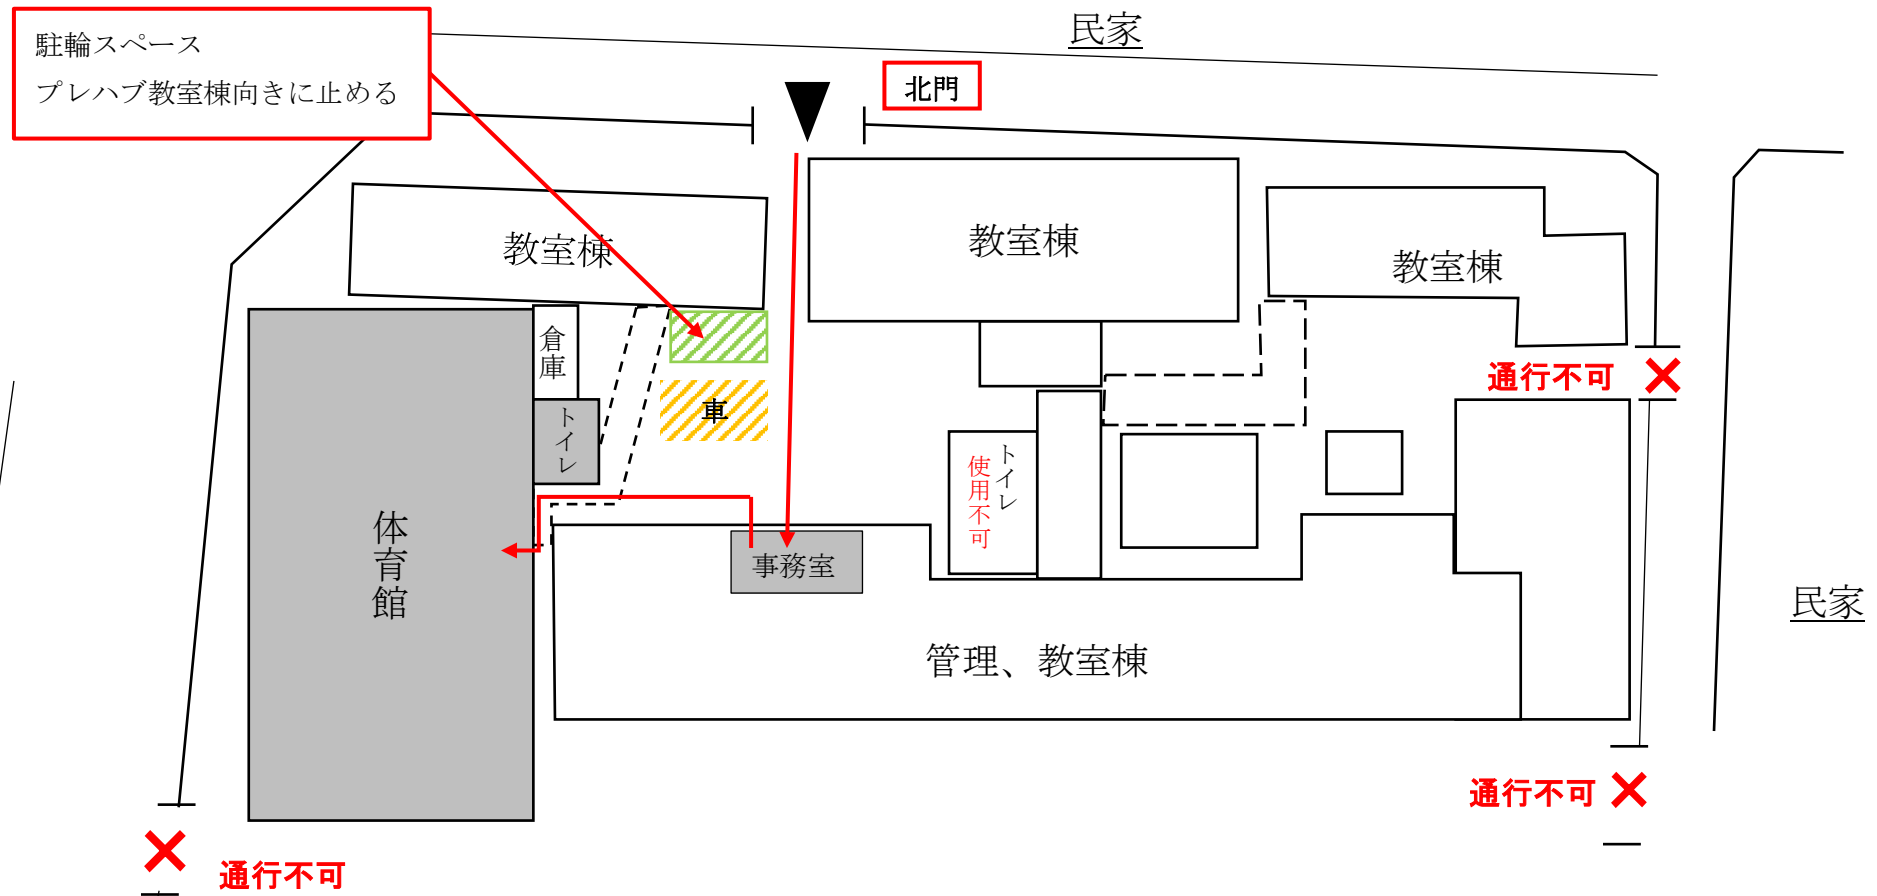 民家
駐輪スペース
プレハブ教室棟向きに止める
北門
教室棟
教室棟
教室棟
倉庫
トイレ
車
通行不可
トイレ
使用不可
体育館
事務室
民家
管理、教室棟
通行不可
通行不可